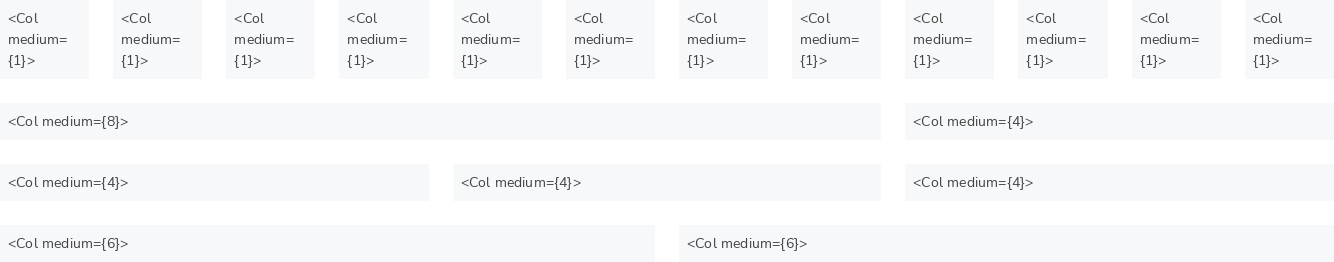 <Col
medium=
{1}>
<Col
medium=
{1}>
<Col
medium=
{1}>
<Col
medium=
{1}>
<Col
medium=
{1}>
<Col
medium=
{1}>
<Col
medium=
{1}>
<Col
medium=
{1}>
<Col
medium=
{1}>
<Col
medium=
{1}>
<Col
medium=
{1}>
<Col
medium=
{1}>
<Col medium={8}>
<Col medium={4}>
<Col medium={4}>
<Col medium={4}>
<Col medium={4}>
<Col medium={6}>
<Col medium={6}>